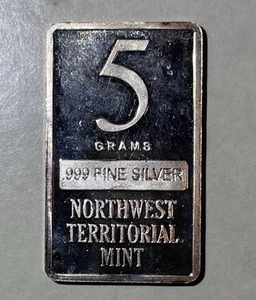 5
GRAMS
.999 FINE SILVER
NORTHWEST
TERRITORIAL
MINT